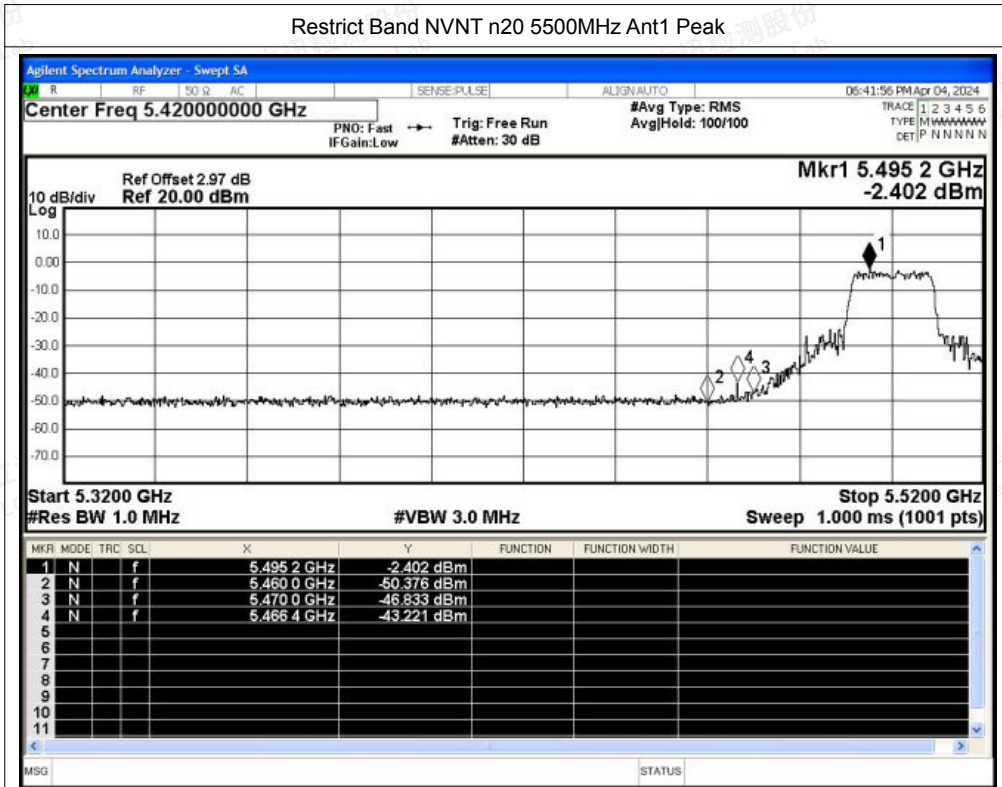 Restrict Band NVNT n20 5500MHz Ant1 Peak
Agilent Spectrum Analyzer - Swept SA
LXI R RF 50 Ω AC SENSE:PULSE ALIGN AUTO 06:41:56 PM Apr 04, 2024
Center Freq 5.420000000 GHz
PNO: Fast
IFGain:Low
Trig: Free Run
#Atten: 30 dB
#Avg Type: RMS
Avg|Hold: 100/100
TRACE 1 2 3 4 5 6
TYPE M W W W W W
DET P N N N N N
Mkr1 5.495 2 GHz
-2.402 dBm
Ref Offset 2.97 dB
10 dB/div Ref 20.00 dBm
Log
10.0
0.00
-10.0
-20.0
-30.0
-40.0
-50.0
-60.0
-70.0
1
2
4
3
Start 5.3200 GHz Stop 5.5200 GHz
#Res BW 1.0 MHz #VBW 3.0 MHz Sweep 1.000 ms (1001 pts)
MKR MODE TRC SCL X Y FUNCTION FUNCTION WIDTH FUNCTION VALUE
1 N f 5.495 2 GHz -2.402 dBm
2 N f 5.460 0 GHz -50.376 dBm
3 N f 5.470 0 GHz -46.833 dBm
4 N f 5.466 4 GHz -43.221 dBm
5
6
7
8
9
10
11
MSG STATUS